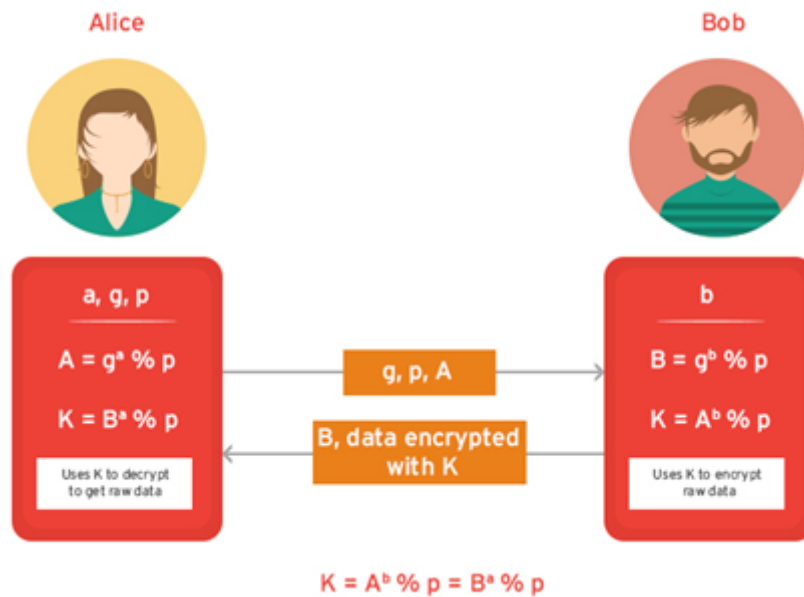 Alice
Bob
a, g, p
A = gᵃ % p
K = Bᵃ % p
Uses K to decrypt
to get raw data
g, p, A
B, data encrypted
with K
b
B = gᵇ % p
K = Aᵇ % p
Uses K to encrypt
raw data
K = Aᵇ % p = Bᵃ % p